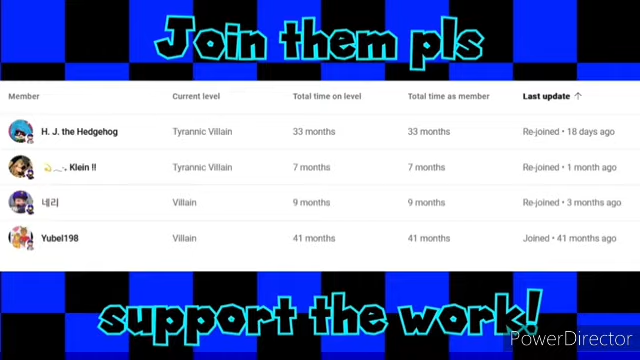 Join them pls
Member Current level Total time on level Total time as member Last update ↑
H. J. the Hedgehog Tyrannic Villain 33 months 33 months Re-joined • 18 days ago
Klein !! Tyrannic Villain 7 months 7 months Re-joined • 1 month ago
네리 Villain 9 months 9 months Re-joined • 3 months ago
Yubel198 Villain 41 months 41 months Joined • 41 months ago
support the work!
PowerDirector